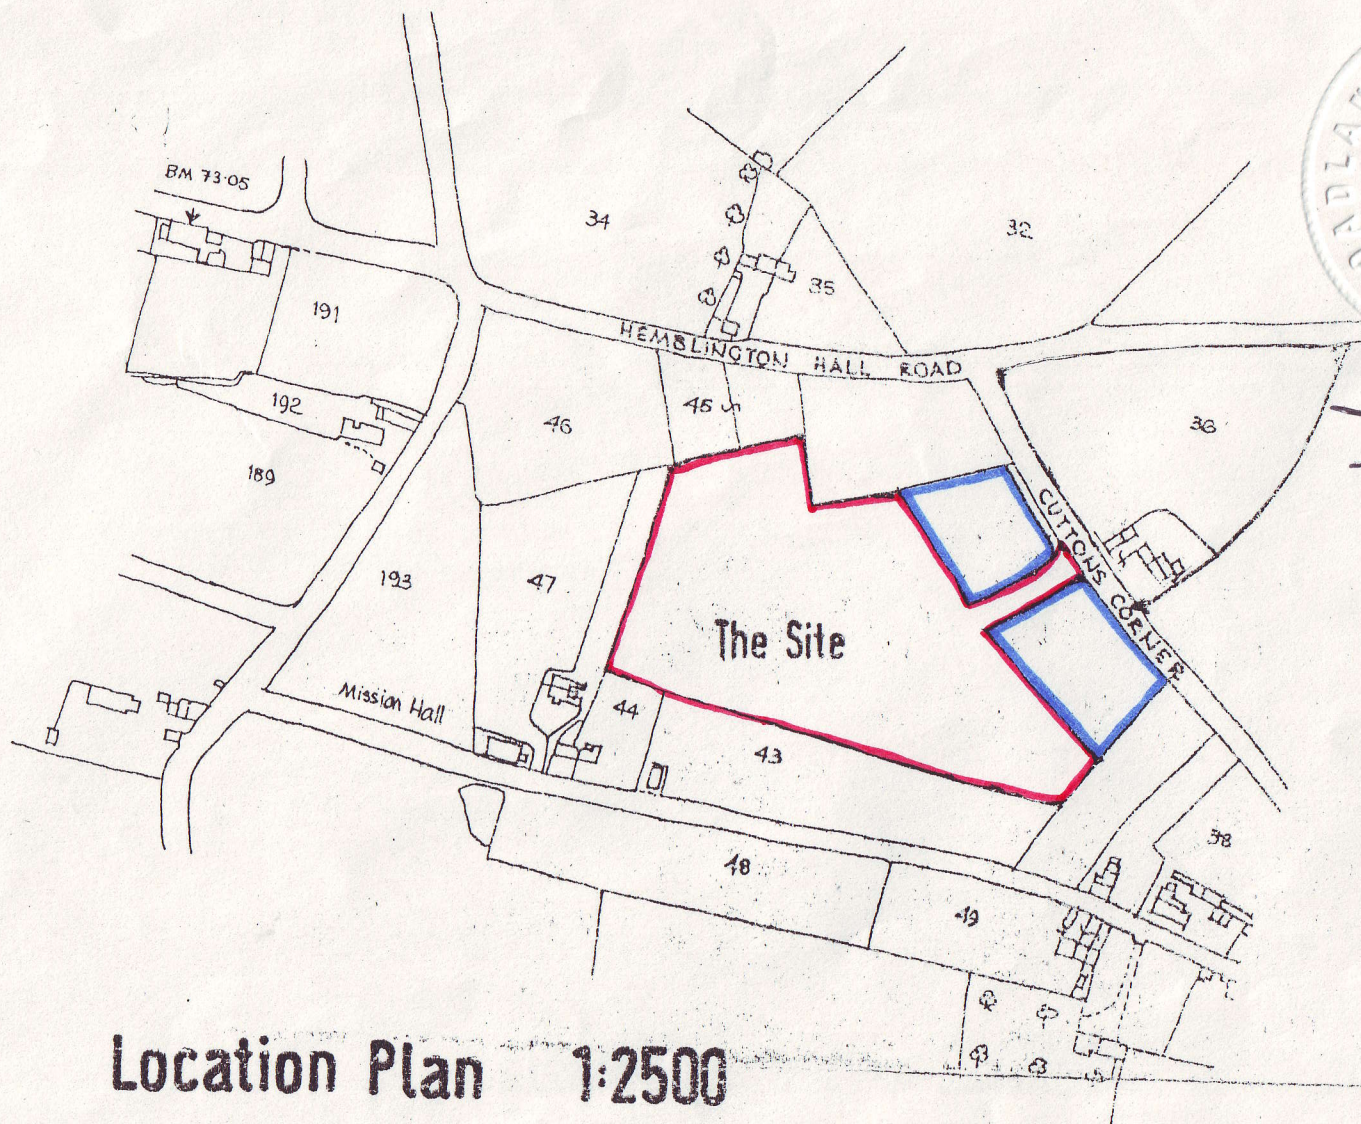 BM 73·05
34
32
35
191
HEMBLINGTON HALL ROAD
192
46
45
36
189
CUTTONS CORNER
193
47
The Site
Mission Hall
44
43
38
48
49
Location Plan 1:2500